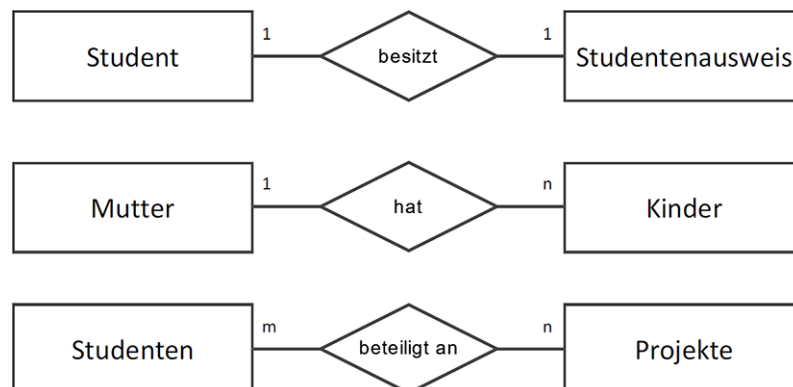 Student 1 besitzt 1 Studentenausweis
Mutter 1 hat n Kinder
Studenten m beteiligt an n Projekte